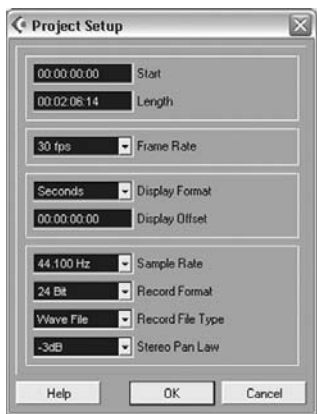 Project Setup
00:00:00:00 Start
00:02:06:14 Length
30 fps Frame Rate
Seconds Display Format
00:00:00:00 Display Offset
44.100 Hz Sample Rate
24 Bit Record Format
Wave File Record File Type
-3dB Stereo Pan Law
Help OK Cancel